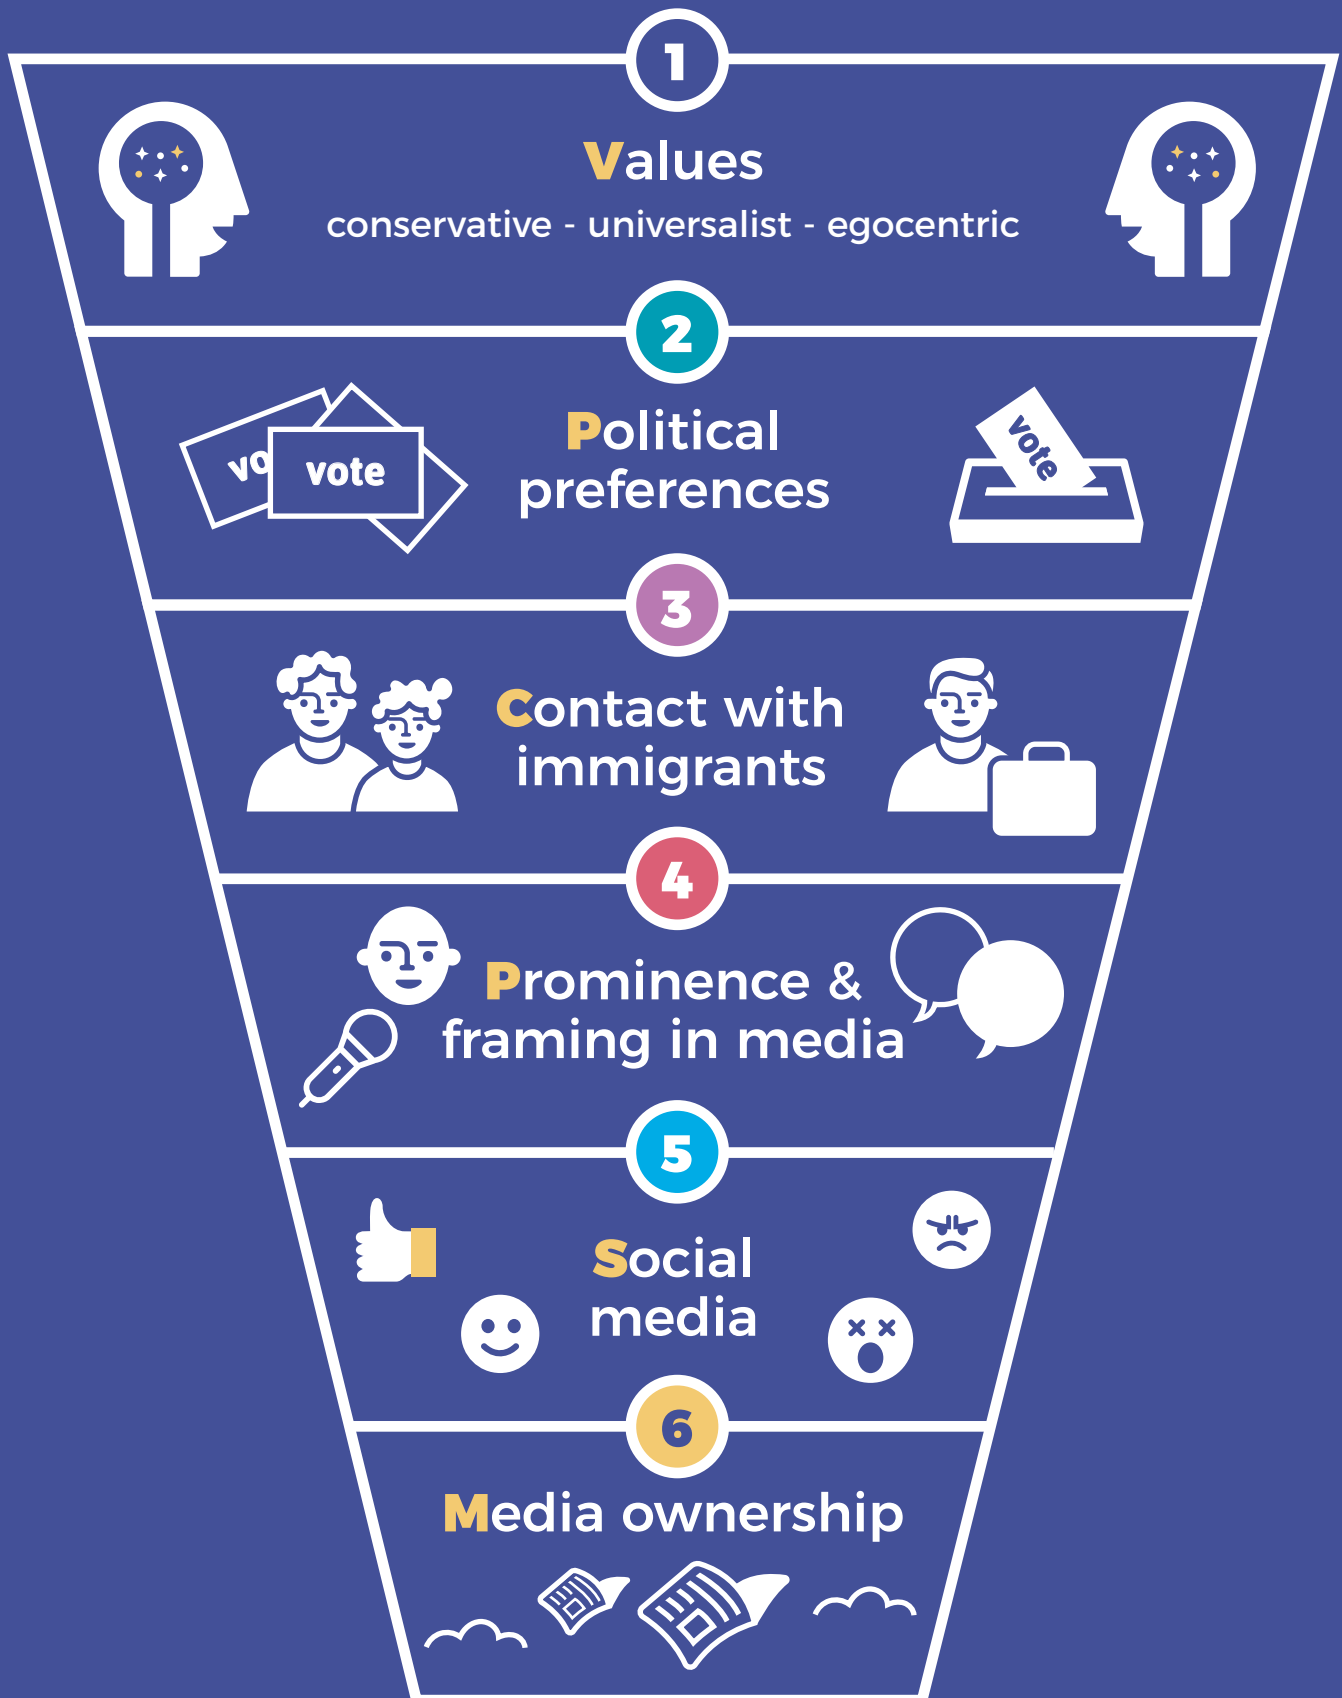 1
Values
conservative - universalist - egocentric
2
vo
vote
vote
Political
preferences
3
Contact with
immigrants
4
Prominence &
framing in media
5
Social
media
6
Media ownership